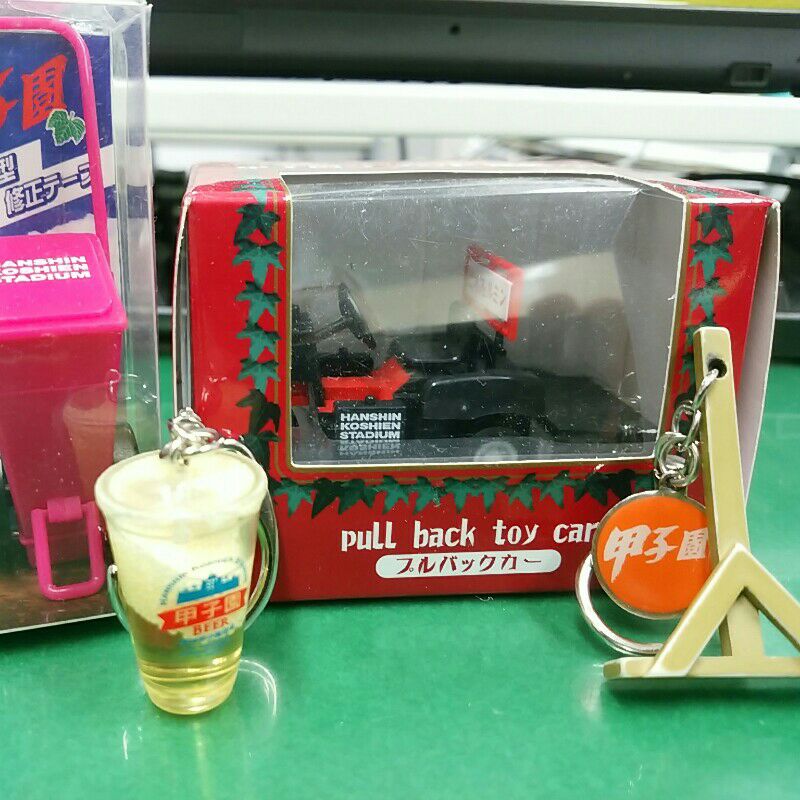 子園
型
修正テープ
HANSHIN
KOSHIEN
STADIUM
HANSHIN
KOSHIEN
STADIUM
pull back toy car
プルバックカー
甲子園
BEER
甲子園